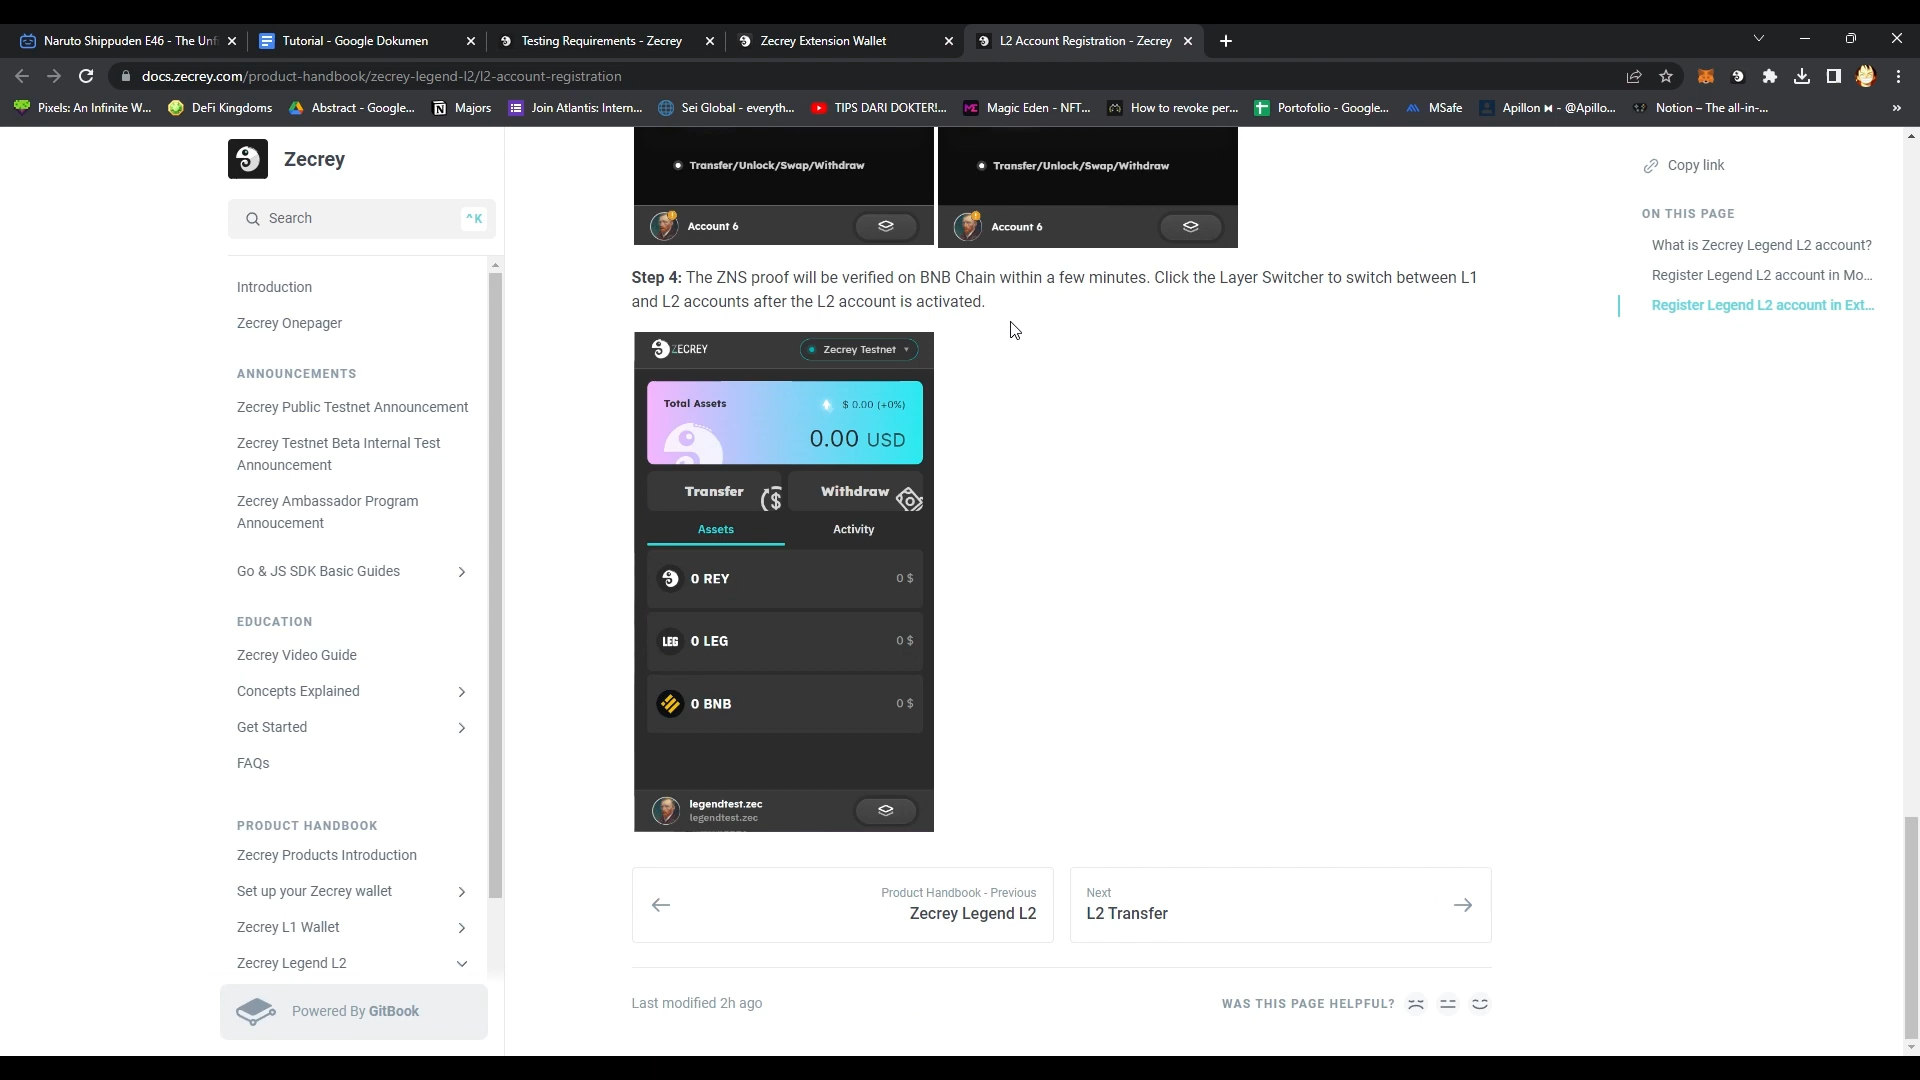 Naruto Shippuden E46 - The Unf
Tutorial - Google Dokumen
Testing Requirements - Zecrey
Zecrey Extension Wallet
L2 Account Registration - Zecrey
docs.zecrey.com/product-handbook/zecrey-legend-l2/l2-account-registration
Pixels: An Infinite W...
DeFi Kingdoms
Abstract - Google...
Majors
Join Atlantis: Intern...
Sei Global - everyth...
TIPS DARI DOKTER!...
Magic Eden - NFT...
How to revoke per...
Portofolio - Google...
MSafe
Apillon ⧓ - @Apillo...
Notion – The all-in-...
»
Zecrey
Search
^K
Introduction
Zecrey Onepager
ANNOUNCEMENTS
Zecrey Public Testnet Announcement
Zecrey Testnet Beta Internal Test
Announcement
Zecrey Ambassador Program
Annoucement
Go & JS SDK Basic Guides
EDUCATION
Zecrey Video Guide
Concepts Explained
Get Started
FAQs
PRODUCT HANDBOOK
Zecrey Products Introduction
Set up your Zecrey wallet
Zecrey L1 Wallet
Zecrey Legend L2
Powered By GitBook
Transfer/Unlock/Swap/Withdraw
Account 6
Transfer/Unlock/Swap/Withdraw
Account 6
Step 4: The ZNS proof will be verified on BNB Chain within a few minutes. Click the Layer Switcher to switch between L1
and L2 accounts after the L2 account is activated.
ZECREY
Zecrey Testnet
Total Assets
$ 0.00 (+0%)
0.00 USD
Transfer
Withdraw
Assets
Activity
0 REY
0 $
LEG
0 LEG
0 $
0 BNB
0 $
legendtest.zec
legendtest.zec
Product Handbook - Previous
Zecrey Legend L2
Next
L2 Transfer
Last modified 2h ago
WAS THIS PAGE HELPFUL?
Copy link
ON THIS PAGE
What is Zecrey Legend L2 account?
Register Legend L2 account in Mo...
Register Legend L2 account in Ext...